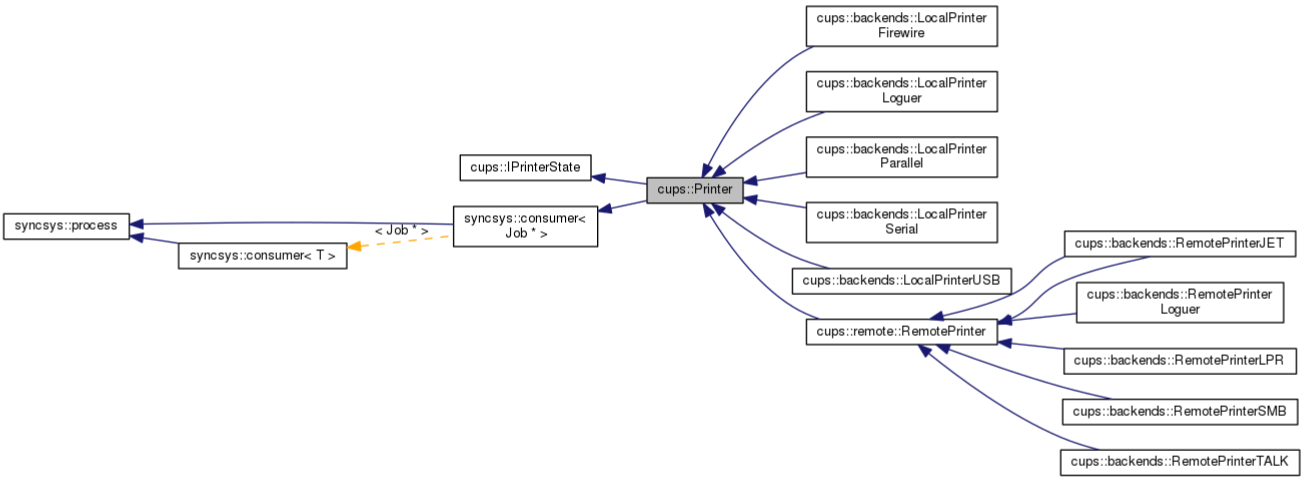 cups::backends::LocalPrinter
Firewire
cups::backends::LocalPrinter
Loguer
cups::backends::LocalPrinter
Parallel
cups::IPrinterState
cups::Printer
cups::backends::LocalPrinter
Serial
syncsys::process
syncsys::consumer<
Job * >
< Job * >
syncsys::consumer< T >
cups::backends::LocalPrinterUSB
cups::remote::RemotePrinter
cups::backends::RemotePrinterJET
cups::backends::RemotePrinter
Loguer
cups::backends::RemotePrinterLPR
cups::backends::RemotePrinterSMB
cups::backends::RemotePrinterTALK